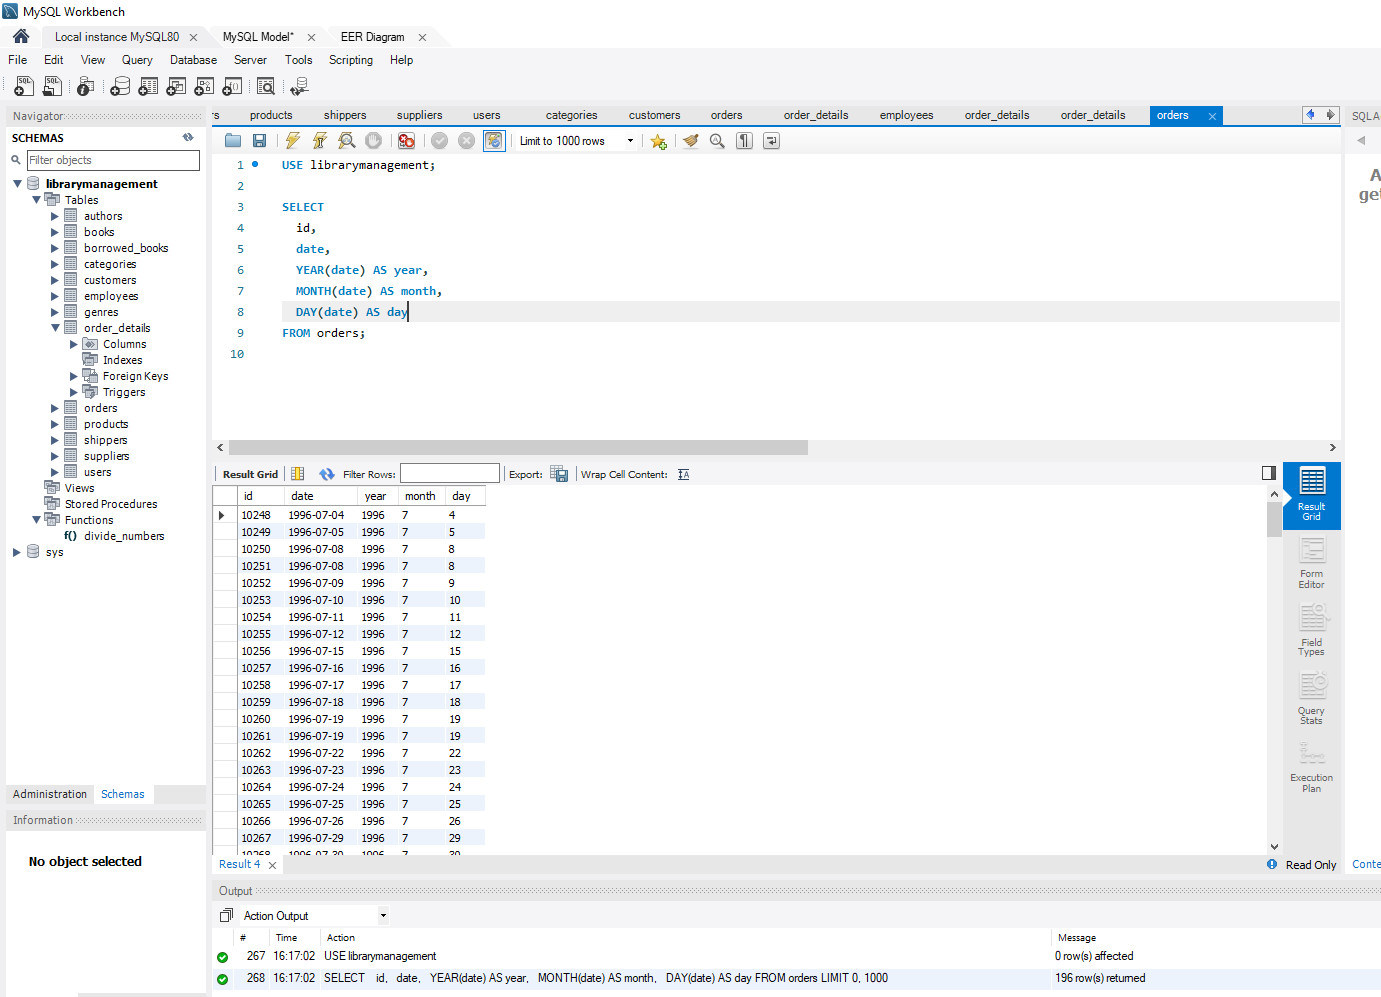 MySQL Workbench
Local instance MySQL80 MySQL Model* EER Diagram
File Edit View Query Database Server Tools Scripting Help
Navigator
SCHEMAS
Filter objects
librarymanagement
Tables
authors
books
borrowed_books
categories
customers
employees
genres
order_details
Columns
Indexes
Foreign Keys
Triggers
orders
products
shippers
suppliers
users
Views
Stored Procedures
Functions
f() divide_numbers
sys
Administration Schemas
Information
No object selected
rs products shippers suppliers users categories customers orders order_details employees order_details order_details orders
Limit to 1000 rows
1 USE librarymanagement;
2
3 SELECT
4 id,
5 date,
6 YEAR(date) AS year,
7 MONTH(date) AS month,
8 DAY(date) AS day
9 FROM orders;
10
Result Grid Filter Rows: Export: Wrap Cell Content:
id date year month day
10248 1996-07-04 1996 7 4
10249 1996-07-05 1996 7 5
10250 1996-07-08 1996 7 8
10251 1996-07-08 1996 7 8
10252 1996-07-09 1996 7 9
10253 1996-07-10 1996 7 10
10254 1996-07-11 1996 7 11
10255 1996-07-12 1996 7 12
10256 1996-07-15 1996 7 15
10257 1996-07-16 1996 7 16
10258 1996-07-17 1996 7 17
10259 1996-07-18 1996 7 18
10260 1996-07-19 1996 7 19
10261 1996-07-19 1996 7 19
10262 1996-07-22 1996 7 22
10263 1996-07-23 1996 7 23
10264 1996-07-24 1996 7 24
10265 1996-07-25 1996 7 25
10266 1996-07-26 1996 7 26
10267 1996-07-29 1996 7 29
10268 1996-07-30 1996 7 30
Result Grid
Form Editor
Field Types
Query Stats
Execution Plan
Result 4 Read Only
SQLA
A
get
Conte
Output
Action Output
# Time Action Message
267 16:17:02 USE librarymanagement 0 row(s) affected
268 16:17:02 SELECT id, date, YEAR(date) AS year, MONTH(date) AS month, DAY(date) AS day FROM orders LIMIT 0, 1000 196 row(s) returned